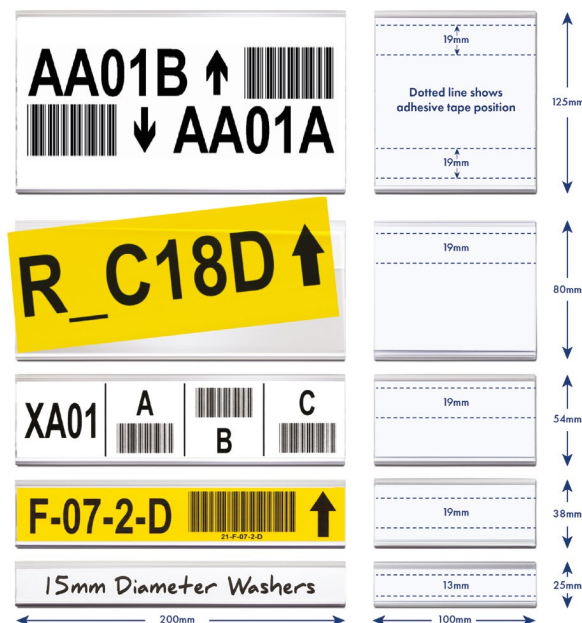 AA01B ↑
↓ AA01A
19mm
Dotted line shows
adhesive tape position
19mm
125mm
R_C18D ↑
19mm
80mm
XA01
A
B
C
19mm
54mm
F-07-2-D
21-F-07-2-D
19mm
38mm
15mm Diameter Washers
13mm
25mm
200mm
100mm